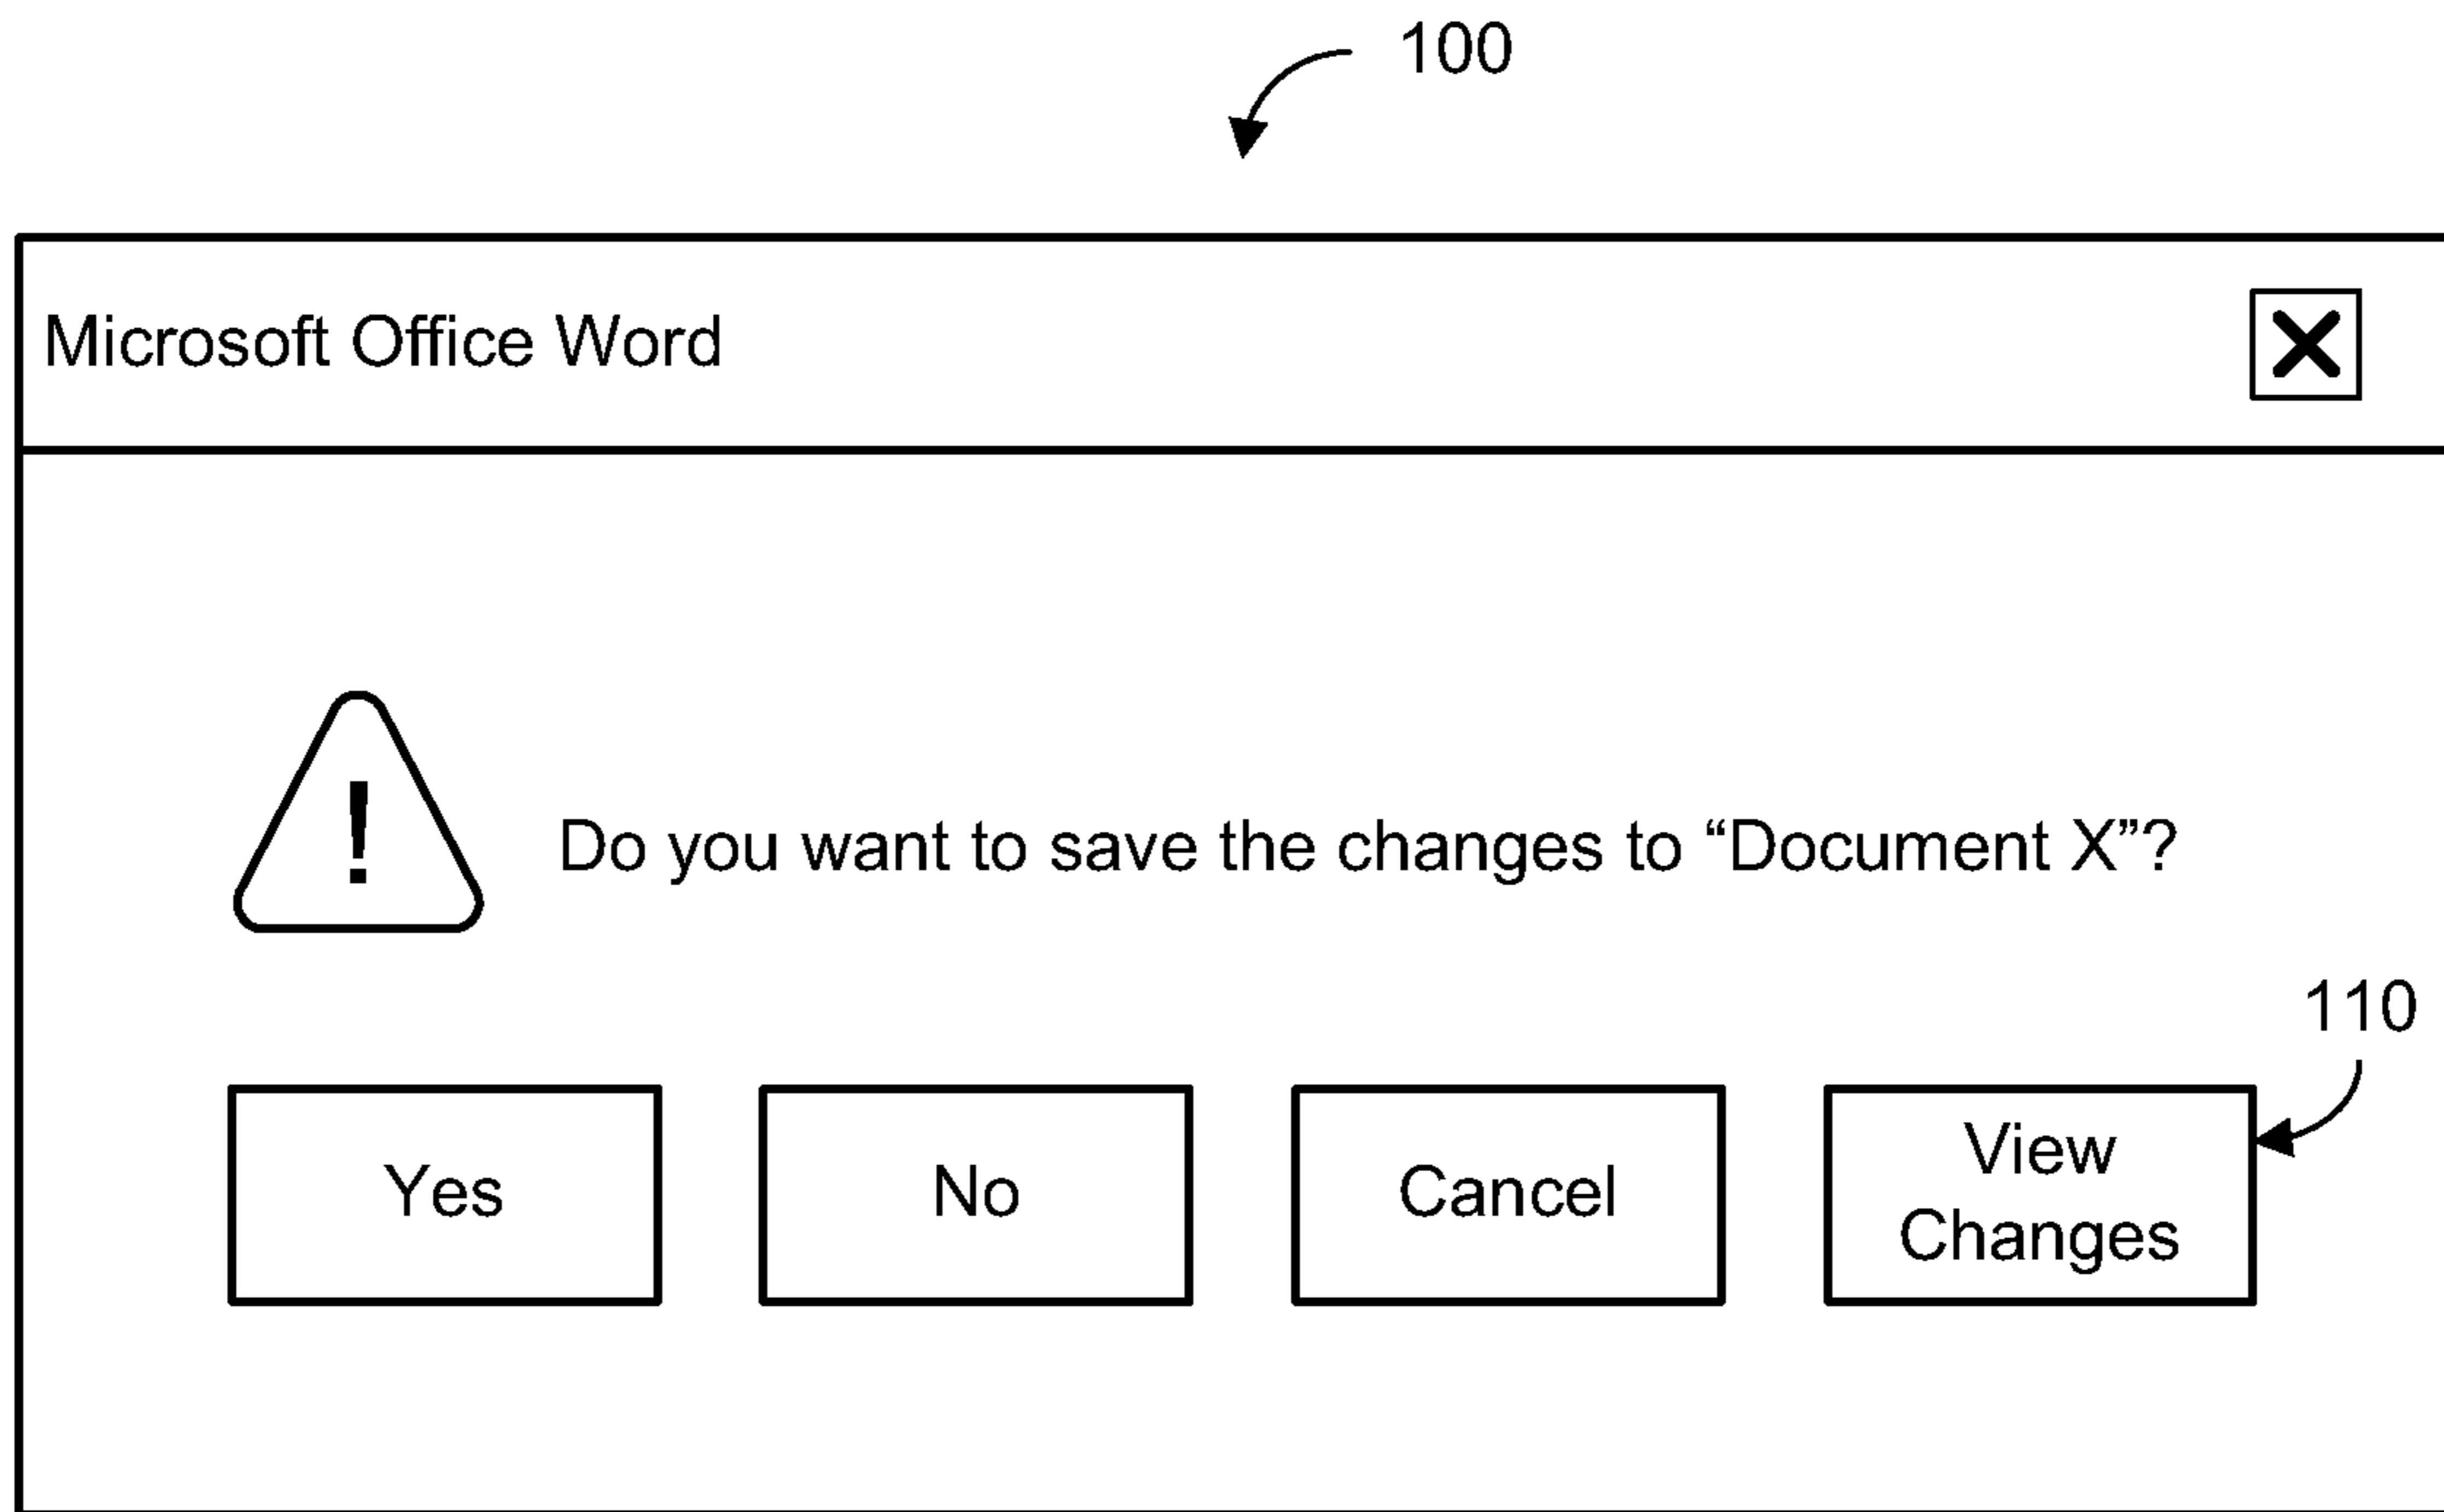 100
Microsoft Office Word
!
Do you want to save the changes to “Document X”?
110
Yes
No
Cancel
View
Changes